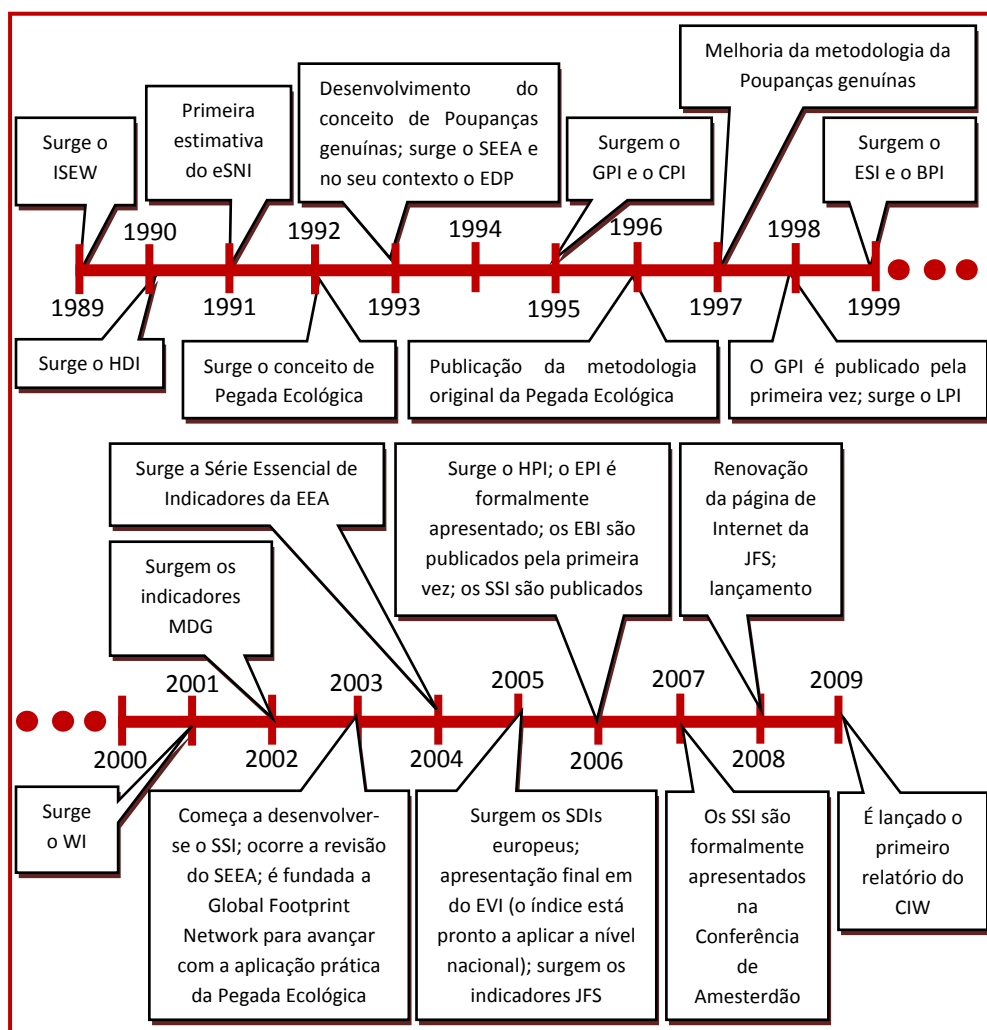 Surge o
ISEW
Primeira
estimativa
do eSNI
Desenvolvimento do
conceito de Poupanças
genuínas; surge o SEEA e
no seu contexto o EDP
Surgem o
GPI e o CPI
Melhoria da metodologia da
Poupanças genuínas
Surgem o
ESI e o BPI
1990
1992
1994
1996
1998
1989
1991
1993
1995
1997
1999
Surge o HDI
Surge o conceito de
Pegada Ecológica
Publicação da metodologia
original da Pegada Ecológica
O GPI é publicado pela
primeira vez; surge o LPI
Surge a Série Essencial de
Indicadores da EEA
Surgem os
indicadores
MDG
Surge o HPI; o EPI é
formalmente
apresentado; os EBI são
publicados pela primeira
vez; os SSI são publicados
Renovação
da página de
Internet da
JFS;
lançamento
2001
2003
2005
2007
2009
2000
2002
2004
2006
2008
Surge
o WI
Começa a desenvolver-
se o SSI; ocorre a revisão
do SEEA; é fundada a
Global Footprint
Network para avançar
com a aplicação prática
da Pegada Ecológica
Surgem os SDIs
europeus;
apresentação final em
do EVI (o índice está
pronto a aplicar a nível
nacional); surgem os
indicadores JFS
Os SSI são
formalmente
apresentados
na
Conferência
de
Amesterdão
É lançado o
primeiro
relatório do
CIW